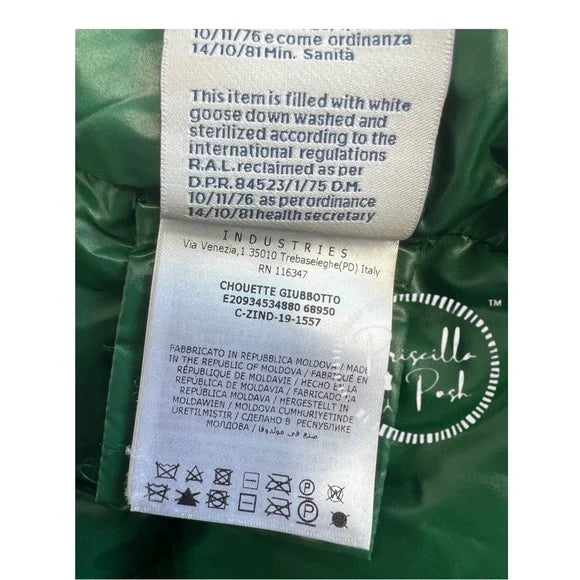 10/11/76 e come ordinanza
14/10/81 Min. Sanità
This item is filled with white
goose down washed and
sterilized according to the
international regulations
R.A.L. reclaimed as per
D.P.R. 84523/1/75 D.M.
10/11/76 as per ordinance
14/10/81 health secretary
INDUSTRIES
Via Venezia,1 35010 Trebaseleghe(PD) Italy
RN 116347
CHOUETTE GIUBBOTTO
E20934534880 68950
C-ZIND-19-1557
FABBRICATO IN REPUBBLICA MOLDOVA / MADE
IN THE REPUBLIC OF MOLDOVA / FABRIQUÉ EN
RÉPUBLIQUE DE MOLDAVIE / HECHO EN LA
REPÚBLICA DE MOLDAVIA / FABRICADO NA
REPÚBLICA MOLDAVA / HERGESTELLT IN
MOLDAWIEN / MOLDOVA CUMHURIYETINDE
ÜRETILMIŞTIR / СДЕЛАНО В РЕСПУБЛИКЕ
МОЛДОВА / صنع في مولدوفا
Priscilla
Posh
TM